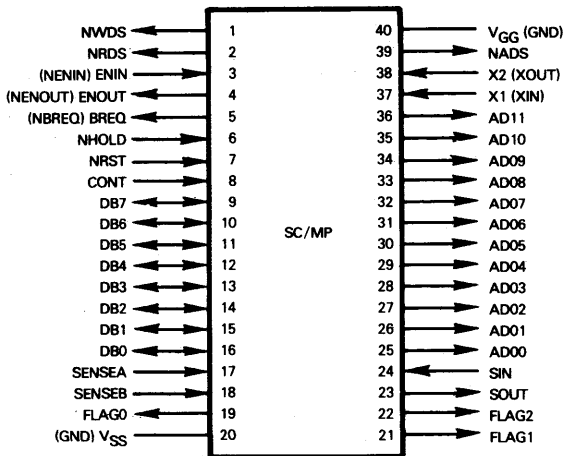 NWDS 1 40 VGG (GND)
NRDS 2 39 NADS
(NENIN) ENIN 3 38 X2 (XOUT)
(NENOUT) ENOUT 4 37 X1 (XIN)
(NBREQ) BREQ 5 36 AD11
NHOLD 6 35 AD10
NRST 7 34 AD09
CONT 8 33 AD08
DB7 9 32 AD07
DB6 10 31 AD06
SC/MP
DB5 11 30 AD05
DB4 12 29 AD04
DB3 13 28 AD03
DB2 14 27 AD02
DB1 15 26 AD01
DB0 16 25 AD00
SENSEA 17 24 SIN
SENSEB 18 23 SOUT
FLAG0 19 22 FLAG2
(GND) VSS 20 21 FLAG1